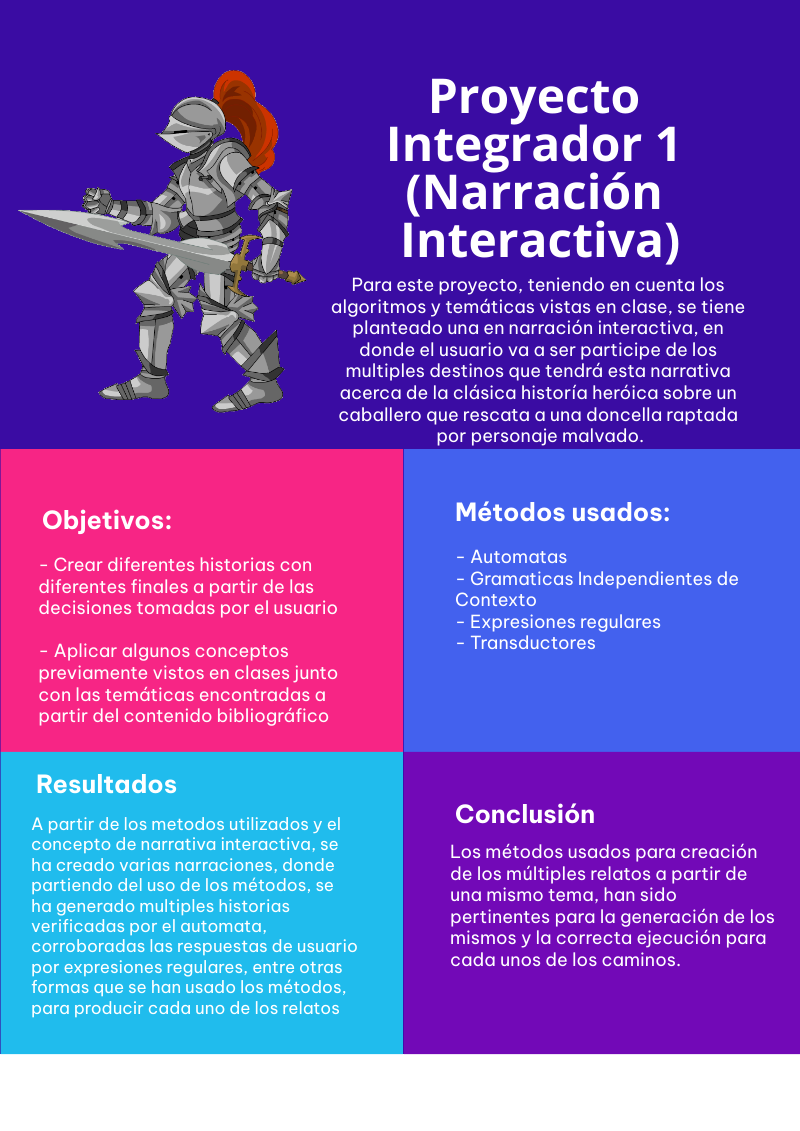 Proyecto
Integrador 1
(Narración
Interactiva)
Para este proyecto, teniendo en cuenta los
algoritmos y temáticas vistas en clase, se tiene
planteado una en narración interactiva, en
donde el usuario va a ser participe de los
multiples destinos que tendrá esta narrativa
acerca de la clásica historía heróica sobre un
caballero que rescata a una doncella raptada
por personaje malvado.
Objetivos:
- Crear diferentes historias con
diferentes finales a partir de las
decisiones tomadas por el usuario
- Aplicar algunos conceptos
previamente vistos en clases junto
con las temáticas encontradas a
partir del contenido bibliográfico
Métodos usados:
- Automatas
- Gramaticas Independientes de
Contexto
- Expresiones regulares
- Transductores
Resultados
A partir de los metodos utilizados y el
concepto de narrativa interactiva, se
ha creado varias narraciones, donde
partiendo del uso de los métodos, se
ha generado multiples historias
verificadas por el automata,
corroboradas las respuestas de usuario
por expresiones regulares, entre otras
formas que se han usado los métodos,
para producir cada uno de los relatos
Conclusión
Los métodos usados para creación
de los múltiples relatos a partir de
una mismo tema, han sido
pertinentes para la generación de los
mismos y la correcta ejecución para
cada unos de los caminos.